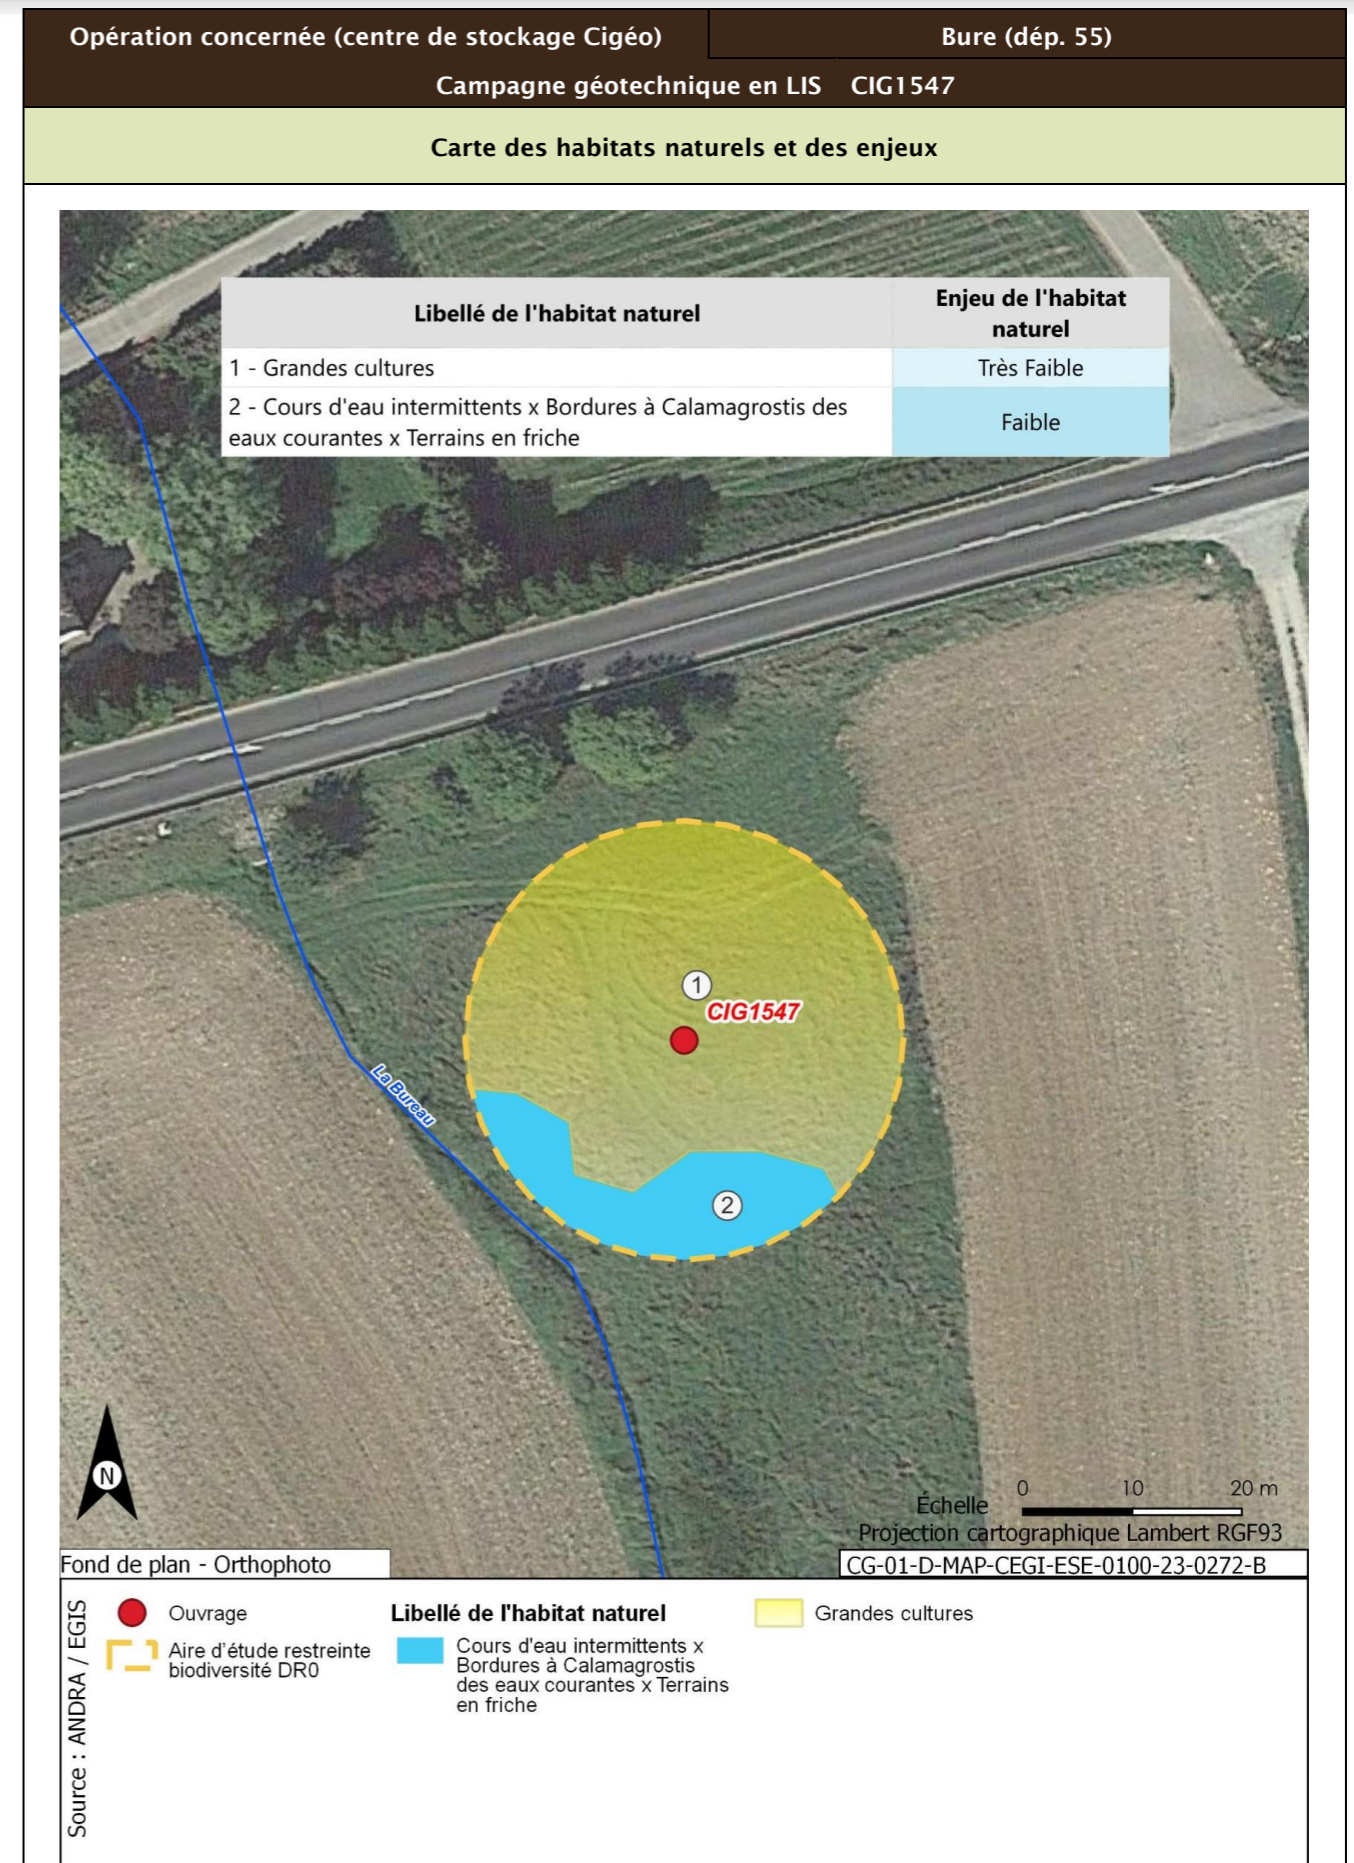 Opération concernée (centre de stockage Cigéo)
Bure (dép. 55)
Campagne géotechnique en LIS CIG1547
Carte des habitats naturels et des enjeux
Libellé de l'habitat naturel
Enjeu de l'habitat
naturel
1 - Grandes cultures
Très Faible
2 - Cours d'eau intermittents x Bordures à Calamagrostis des
eaux courantes x Terrains en friche
Faible
1
CIG1547
La Bureau
2
N
0 10 20 m
Échelle
Projection cartographique Lambert RGF93
Fond de plan - Orthophoto
CG-01-D-MAP-CEGI-ESE-0100-23-0272-B
Source : ANDRA / EGIS
Ouvrage
Aire d'étude restreinte
biodiversité DR0
Libellé de l'habitat naturel
Cours d'eau intermittents x
Bordures à Calamagrostis
des eaux courantes x Terrains
en friche
Grandes cultures